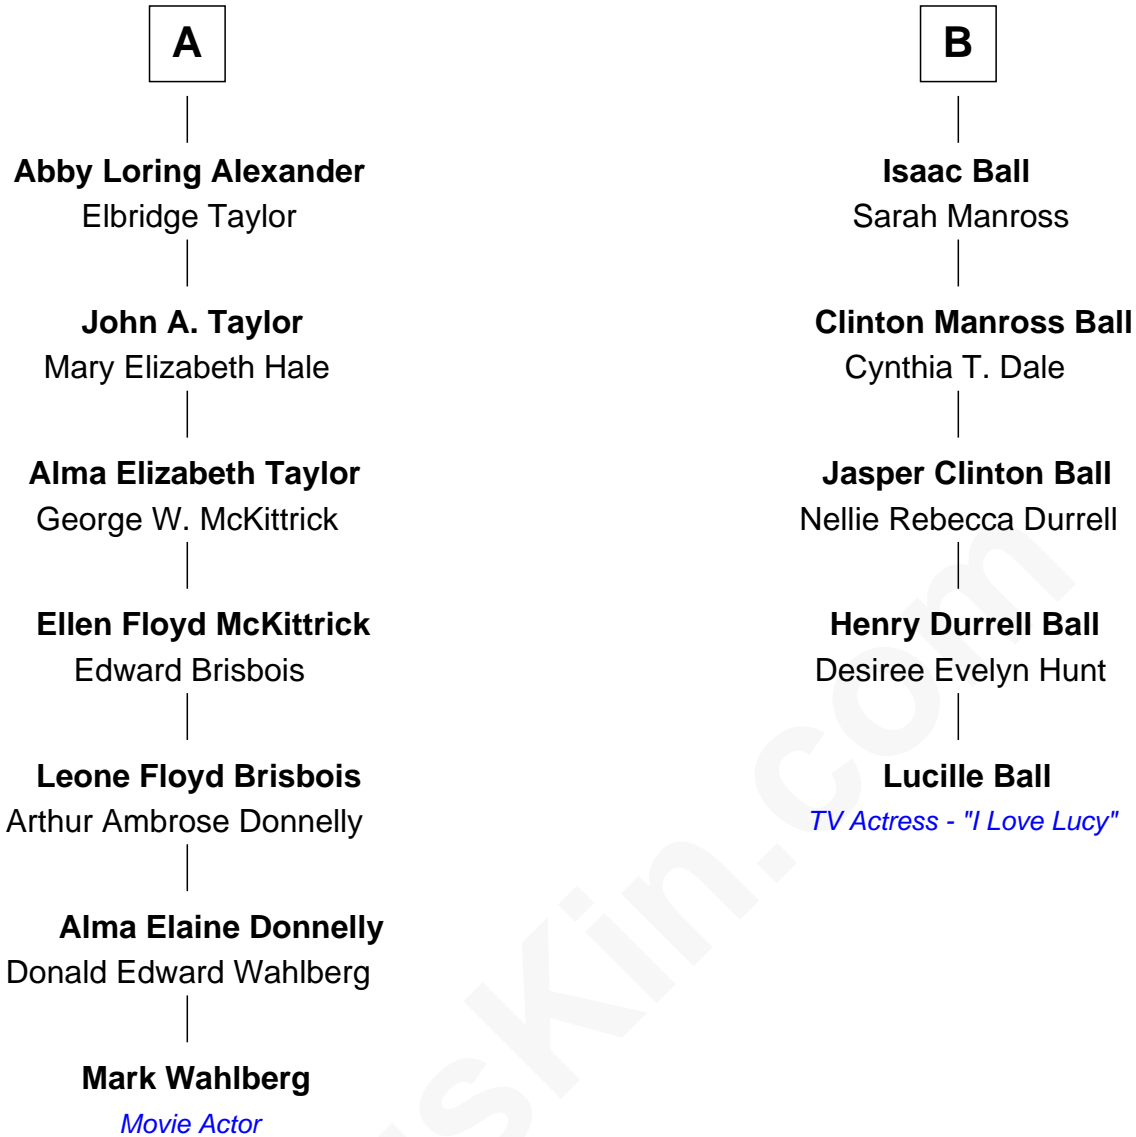 A
Abby Loring Alexander
Elbridge Taylor
John A. Taylor
Mary Elizabeth Hale
Alma Elizabeth Taylor
George W. McKittrick
Ellen Floyd McKittrick
Edward Brisbois
Leone Floyd Brisbois
Arthur Ambrose Donnelly
Alma Elaine Donnelly
Donald Edward Wahlberg
Mark Wahlberg
Movie Actor
B
Isaac Ball
Sarah Manross
Clinton Manross Ball
Cynthia T. Dale
Jasper Clinton Ball
Nellie Rebecca Durrell
Henry Durrell Ball
Desiree Evelyn Hunt
Lucille Ball
TV Actress - "I Love Lucy"